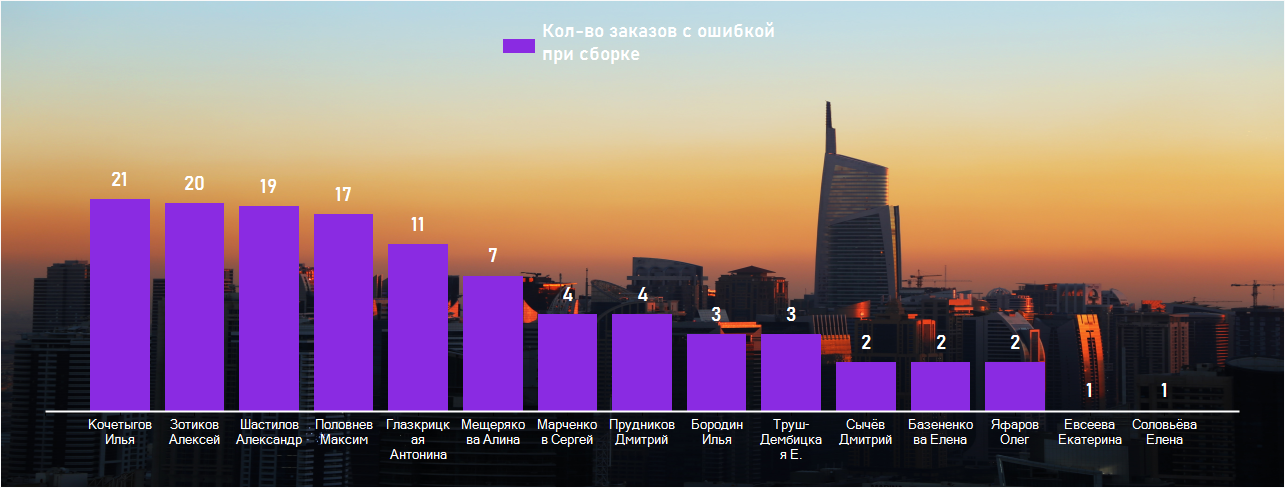 Кол-во заказов с ошибкой
при сборке
21
20
19
17
11
7
4
4
3
3
2
2
2
1
1
Кочетыгов
Илья
Зотиков
Алексей
Шастилов
Александр
Половнев
Максим
Глазкрицк
ая
Антонина
Мещеряко
ва Алина
Марченко
в Сергей
Прудников
Дмитрий
Бородин
Илья
Труш-
Дембицка
я Е.
Сычёв
Дмитрий
Базененко
ва Елена
Яфаров
Олег
Евсеева
Екатерина
Соловьёва
Елена